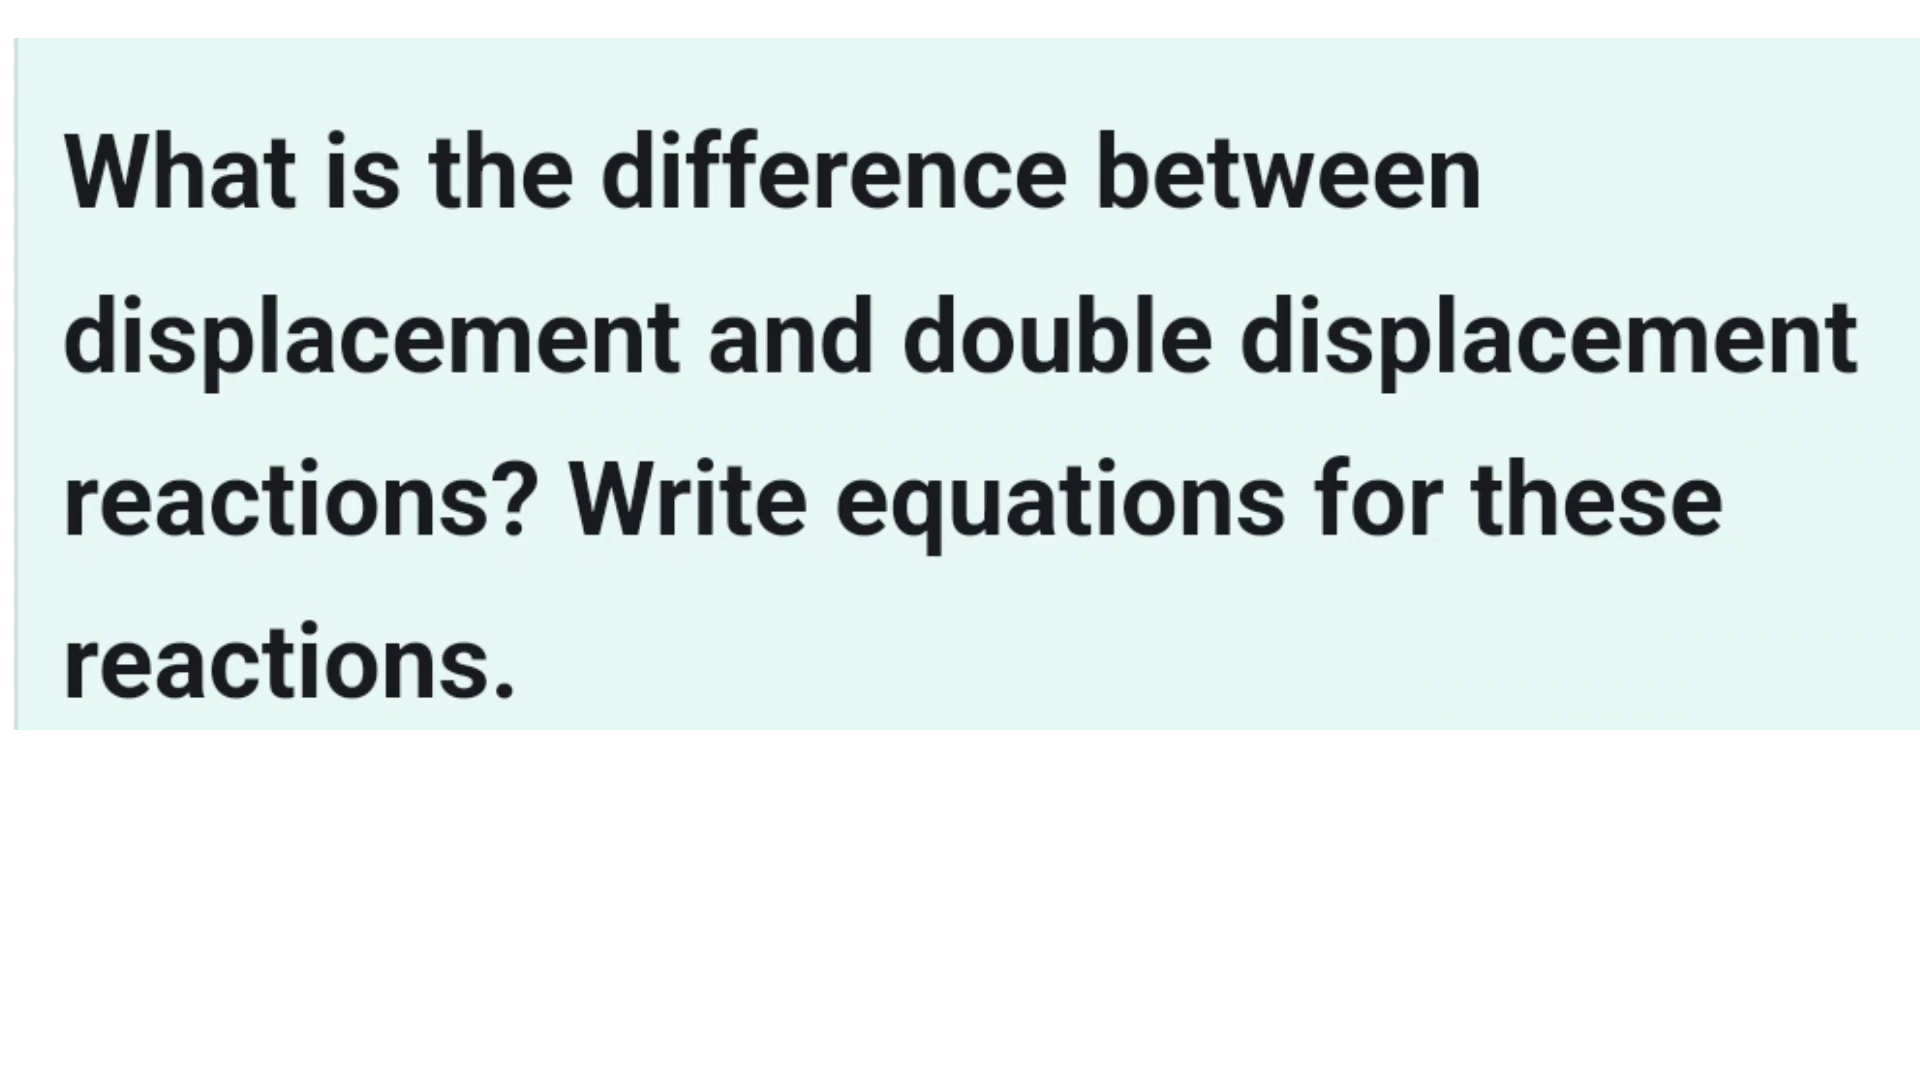 What is the difference between
displacement and double displacement
reactions? Write equations for these
reactions.